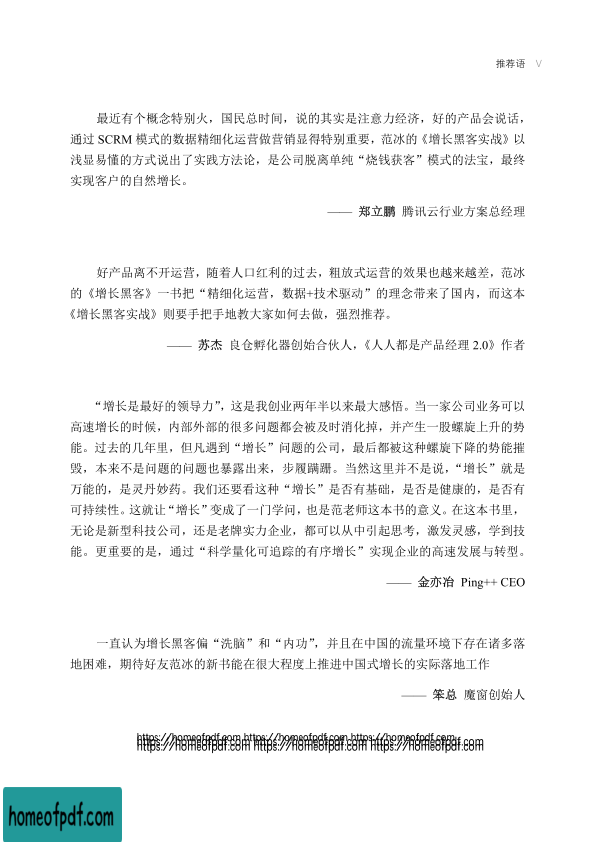 推荐语 V
最近有个概念特别火，国民总时间，说的其实是注意力经济，好的产品会说话，
通过 SCRM 模式的数据精细化运营做营销显得特别重要，范冰的《增长黑客实战》以
浅显易懂的方式说出了实践方法论，是公司脱离单纯“烧钱获客”模式的法宝，最终
实现客户的自然增长。
—— 郑立鹏 腾讯云行业方案总经理
好产品离不开运营，随着人口红利的过去，粗放式运营的效果也越来越差，范冰
的《增长黑客》一书把“精细化运营，数据+技术驱动”的理念带来了国内，而这本
《增长黑客实战》则要手把手地教大家如何去做，强烈推荐。
—— 苏杰 良仓孵化器创始合伙人，《人人都是产品经理 2.0》作者
“增长是最好的领导力”，这是我创业两年半以来最大感悟。当一家公司业务可以
高速增长的时候，内部外部的很多问题都会被及时消化掉，并产生一股螺旋上升的势
能。过去的几年里，但凡遇到“增长”问题的公司，最后都被这种螺旋下降的势能摧
毁，本来不是问题的问题也暴露出来，步履蹒跚。当然这里并不是说，“增长”就是
万能的，是灵丹妙药。我们还要看这种“增长”是否有基础，是否是健康的，是否有
可持续性。这就让“增长”变成了一门学问，也是范老师这本书的意义。在这本书里，
无论是新型科技公司，还是老牌实力企业，都可以从中引起思考，激发灵感，学到技
能。更重要的是，通过“科学量化可追踪的有序增长”实现企业的高速发展与转型。
—— 金亦冶 Ping++ CEO
一直认为增长黑客偏“洗脑”和“内功”，并且在中国的流量环境下存在诸多落
地困难，期待好友范冰的新书能在很大程度上推进中国式增长的实际落地工作
—— 笨总 魔窗创始人
https://homeofpdf.com https://homeofpdf.com https://homeofpdf.com
https://homeofpdf.com https://homeofpdf.com https://homeofpdf.com
homeofpdf.com